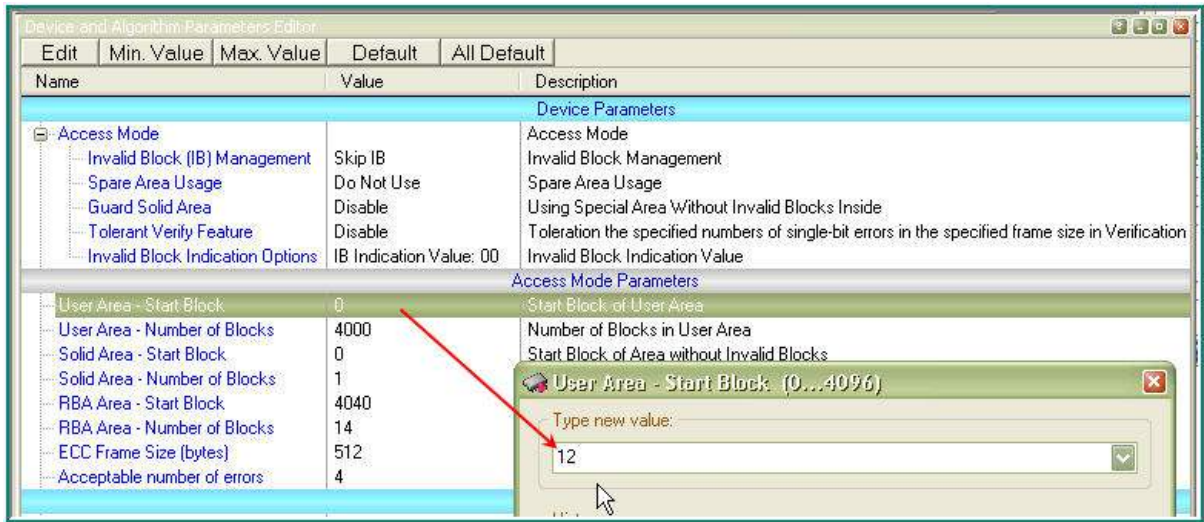 Device and Algorithm Parameters Editor
Edit Min. Value Max. Value Default All Default
Name Value Description
Device Parameters
Access Mode Access Mode
Invalid Block (IB) Management Skip IB Invalid Block Management
Spare Area Usage Do Not Use Spare Area Usage
Guard Solid Area Disable Using Special Area Without Invalid Blocks Inside
Tolerant Verify Feature Disable Toleration the specified numbers of single-bit errors in the specified frame size in Verification
Invalid Block Indication Options IB Indication Value: 00 Invalid Block Indication Value
Access Mode Parameters
User Area - Start Block 0 Start Block of User Area
User Area - Number of Blocks 4000 Number of Blocks in User Area
Solid Area - Start Block 0 Start Block of Area without Invalid Blocks
Solid Area - Number of Blocks 1
RBA Area - Start Block 4040
RBA Area - Number of Blocks 14
ECC Frame Size (bytes) 512
Acceptable number of errors 4
User Area - Start Block (0...4096)
Type new value:
12